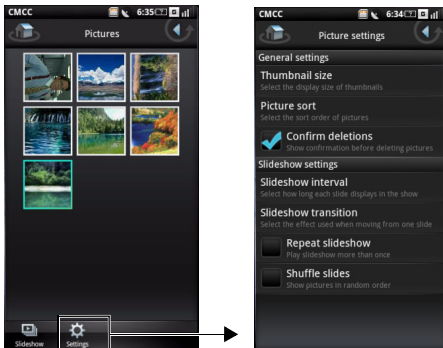 CMCC 6:35
Pictures
Slideshow Settings
CMCC 6:34
Picture settings
General settings
Thumbnail size
Select the display size of thumbnails
Picture sort
Select the sort order of pictures
Confirm deletions
Show confirmation before deleting pictures
Slideshow settings
Slideshow interval
Select how long each slide displays in the show
Slideshow transition
Select the effect used when moving from one slide
Repeat slideshow
Play slideshow more than once
Shuffle slides
Show pictures in random order